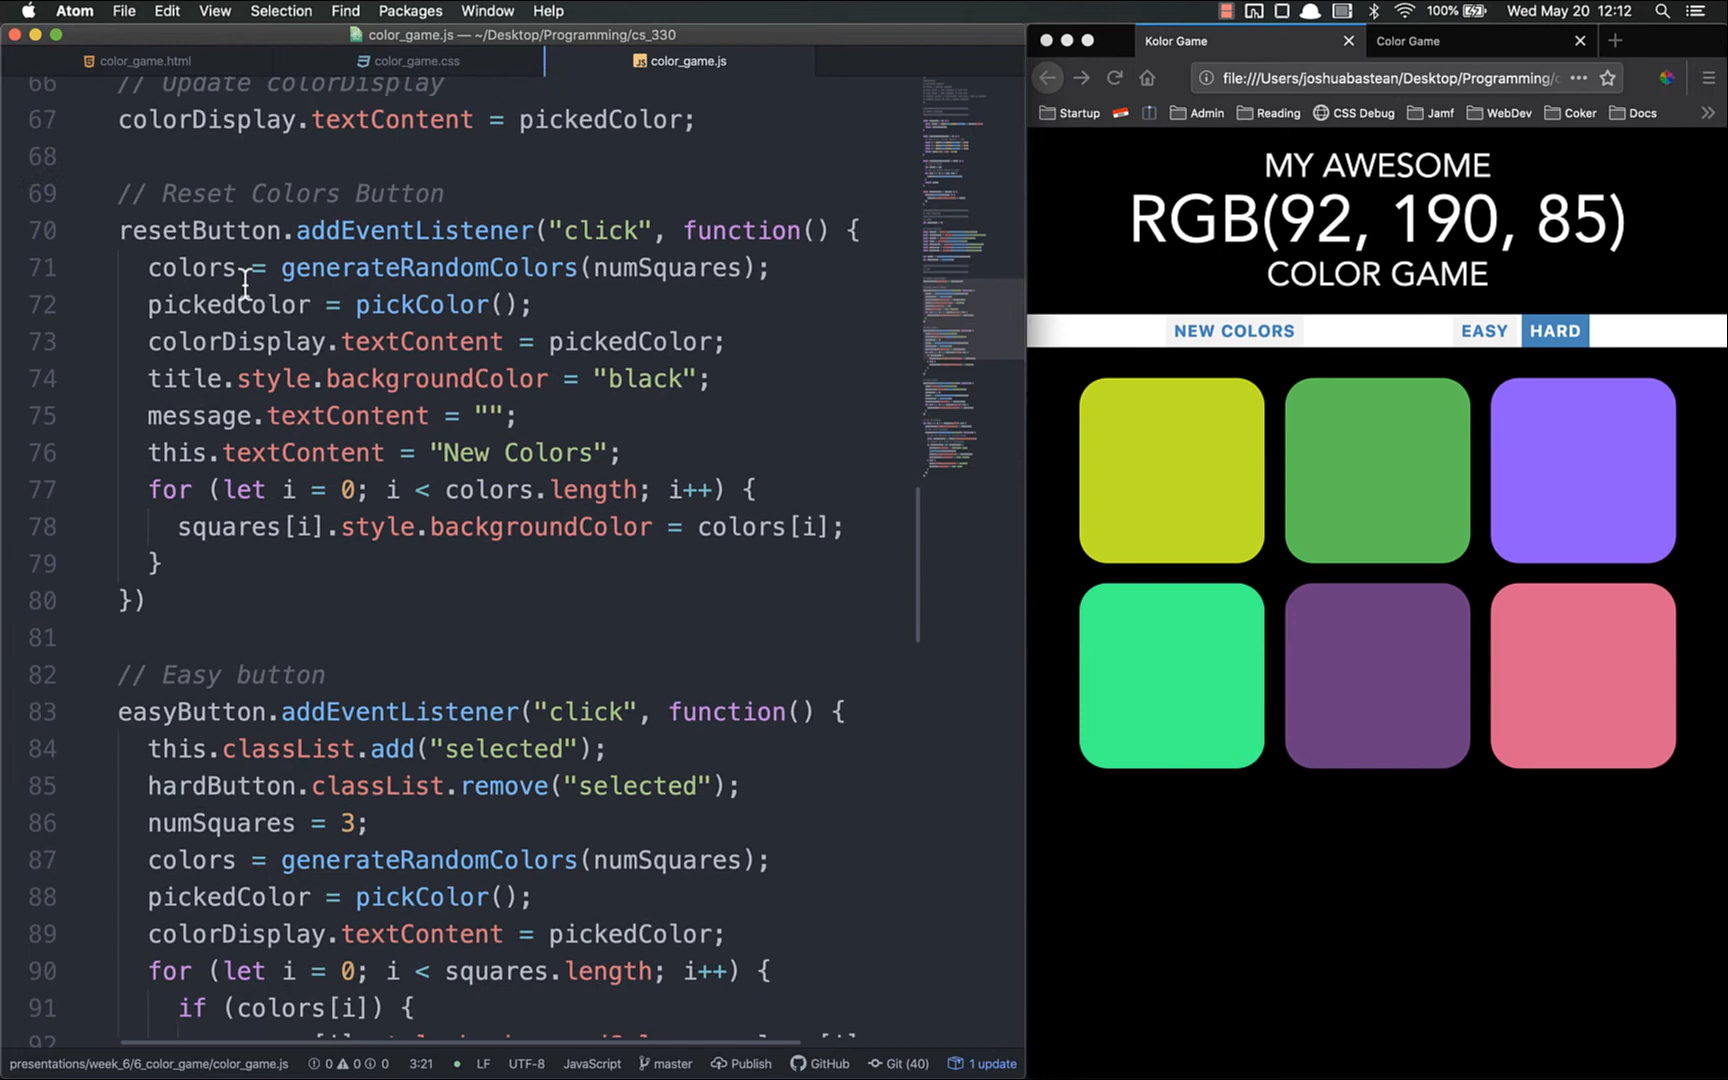 Atom File Edit View Selection Find Packages Window Help 100% Wed May 20 12:12
color_game.js — ~/Desktop/Programming/cs_330
color_game.html color_game.css color_game.js
66 // Update colorDisplay
67 colorDisplay.textContent = pickedColor;
68
69 // Reset Colors Button
70 resetButton.addEventListener("click", function() {
71 colors = generateRandomColors(numSquares);
72 pickedColor = pickColor();
73 colorDisplay.textContent = pickedColor;
74 title.style.backgroundColor = "black";
75 message.textContent = "";
76 this.textContent = "New Colors";
77 for (let i = 0; i < colors.length; i++) {
78 squares[i].style.backgroundColor = colors[i];
79 }
80 })
81
82 // Easy button
83 easyButton.addEventListener("click", function() {
84 this.classList.add("selected");
85 hardButton.classList.remove("selected");
86 numSquares = 3;
87 colors = generateRandomColors(numSquares);
88 pickedColor = pickColor();
89 colorDisplay.textContent = pickedColor;
90 for (let i = 0; i < squares.length; i++) {
91 if (colors[i]) {
92
presentations/week_6/6_color_game/color_game.js 0 0 0 3:21 LF UTF-8 JavaScript master Publish GitHub Git (40) 1 update
Kolor Game Color Game
file:///Users/joshuabastean/Desktop/Programming/
Startup Admin Reading CSS Debug Jamf WebDev Coker Docs
MY AWESOME
RGB(92, 190, 85)
COLOR GAME
NEW COLORS EASY HARD